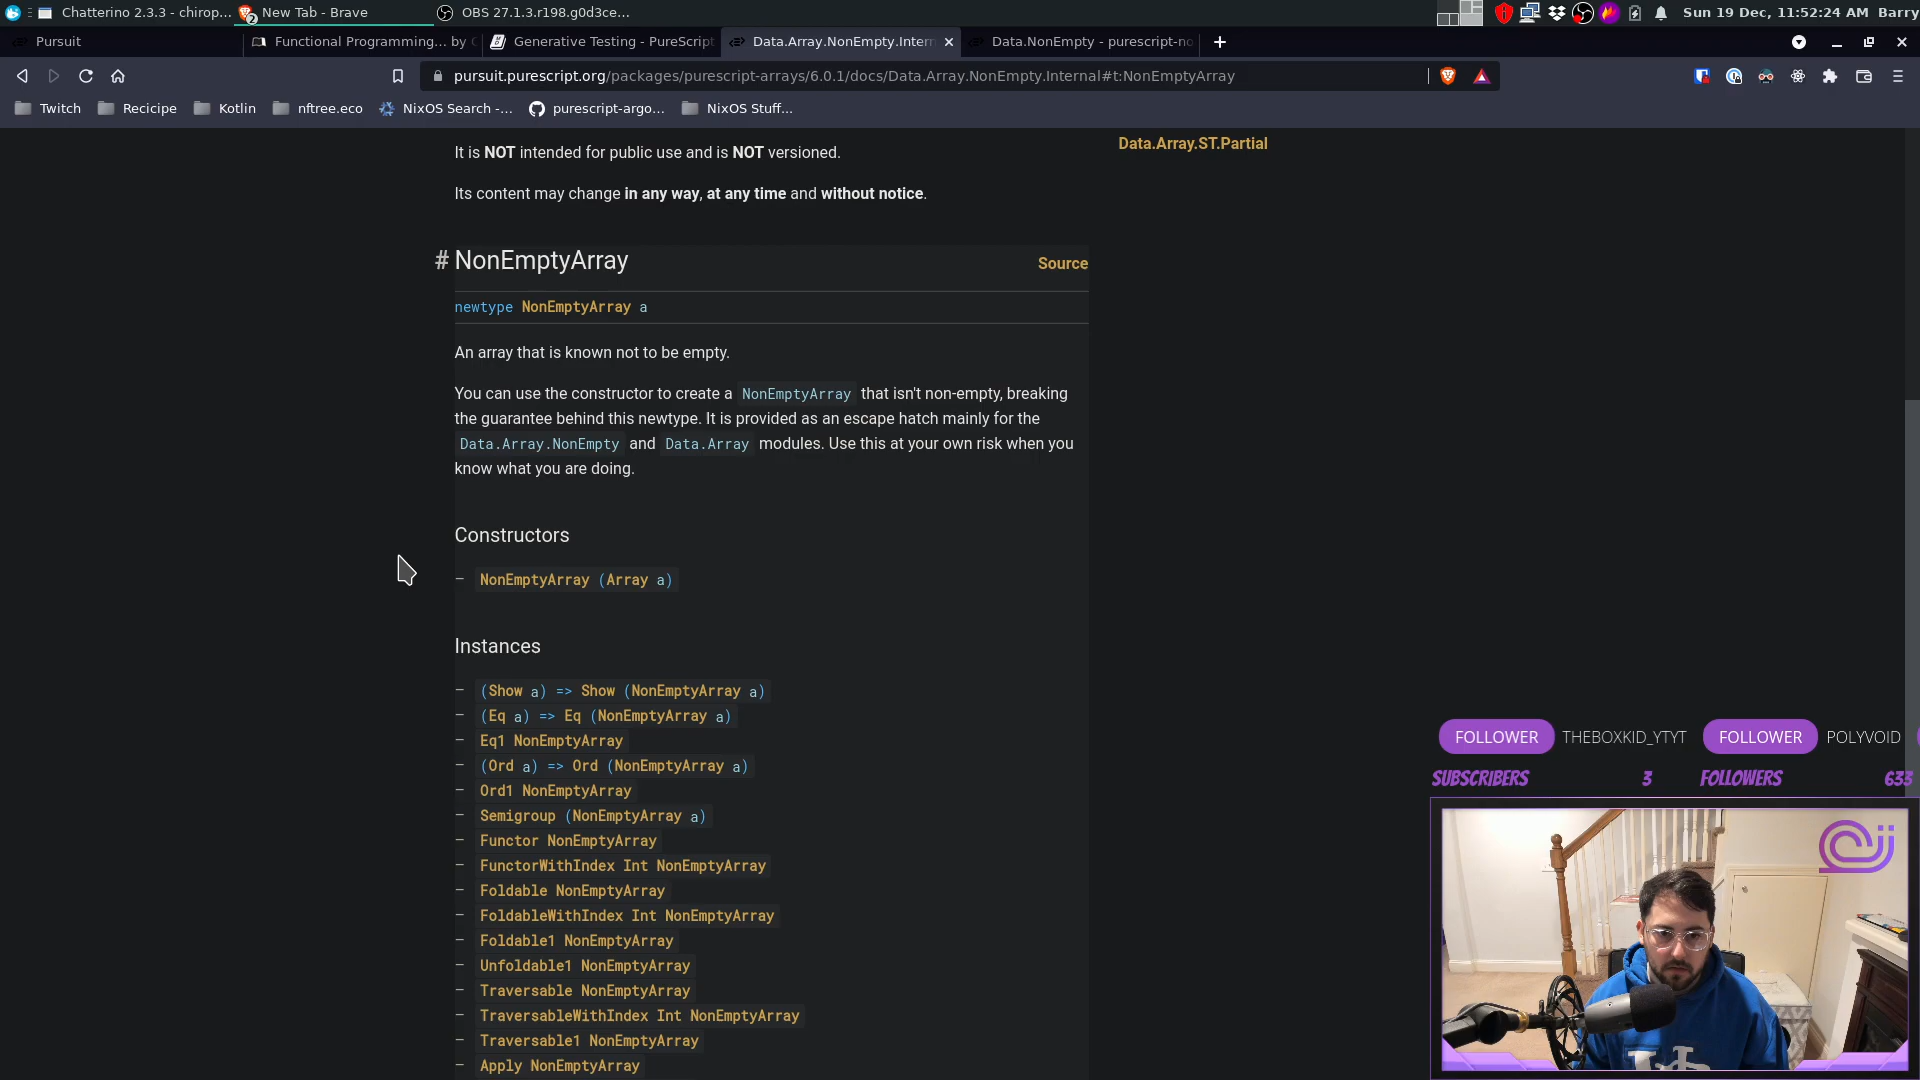 Chatterino 2.3.3 - chirop...
2
New Tab - Brave
OBS 27.1.3.r198.g0d3ce...
Sun 19 Dec, 11:52:24 AM
Barry
Pursuit
Functional Programming... by
Generative Testing - PureScript
Data.Array.NonEmpty.Intern
Data.NonEmpty - purescript-no
pursuit.purescript.org/packages/purescript-arrays/6.0.1/docs/Data.Array.NonEmpty.Internal#t:NonEmptyArray
Twitch
Recicipe
Kotlin
nftree.eco
NixOS Search -...
purescript-argo...
NixOS Stuff...
It is NOT intended for public use and is NOT versioned.
Data.Array.ST.Partial
Its content may change in any way, at any time and without notice.
# NonEmptyArray
Source
newtype NonEmptyArray a
An array that is known not to be empty.
You can use the constructor to create a NonEmptyArray that isn't non-empty, breaking
the guarantee behind this newtype. It is provided as an escape hatch mainly for the
Data.Array.NonEmpty and Data.Array modules. Use this at your own risk when you
know what you are doing.
Constructors
– NonEmptyArray (Array a)
Instances
– (Show a) => Show (NonEmptyArray a)
– (Eq a) => Eq (NonEmptyArray a)
– Eq1 NonEmptyArray
– (Ord a) => Ord (NonEmptyArray a)
– Ord1 NonEmptyArray
– Semigroup (NonEmptyArray a)
– Functor NonEmptyArray
– FunctorWithIndex Int NonEmptyArray
– Foldable NonEmptyArray
– FoldableWithIndex Int NonEmptyArray
– Foldable1 NonEmptyArray
– Unfoldable1 NonEmptyArray
– Traversable NonEmptyArray
– TraversableWithIndex Int NonEmptyArray
– Traversable1 NonEmptyArray
– Apply NonEmptyArray
FOLLOWER THEBOXKID_YTYT FOLLOWER POLYVOID
SUBSCRIBERS 3 FOLLOWERS 633